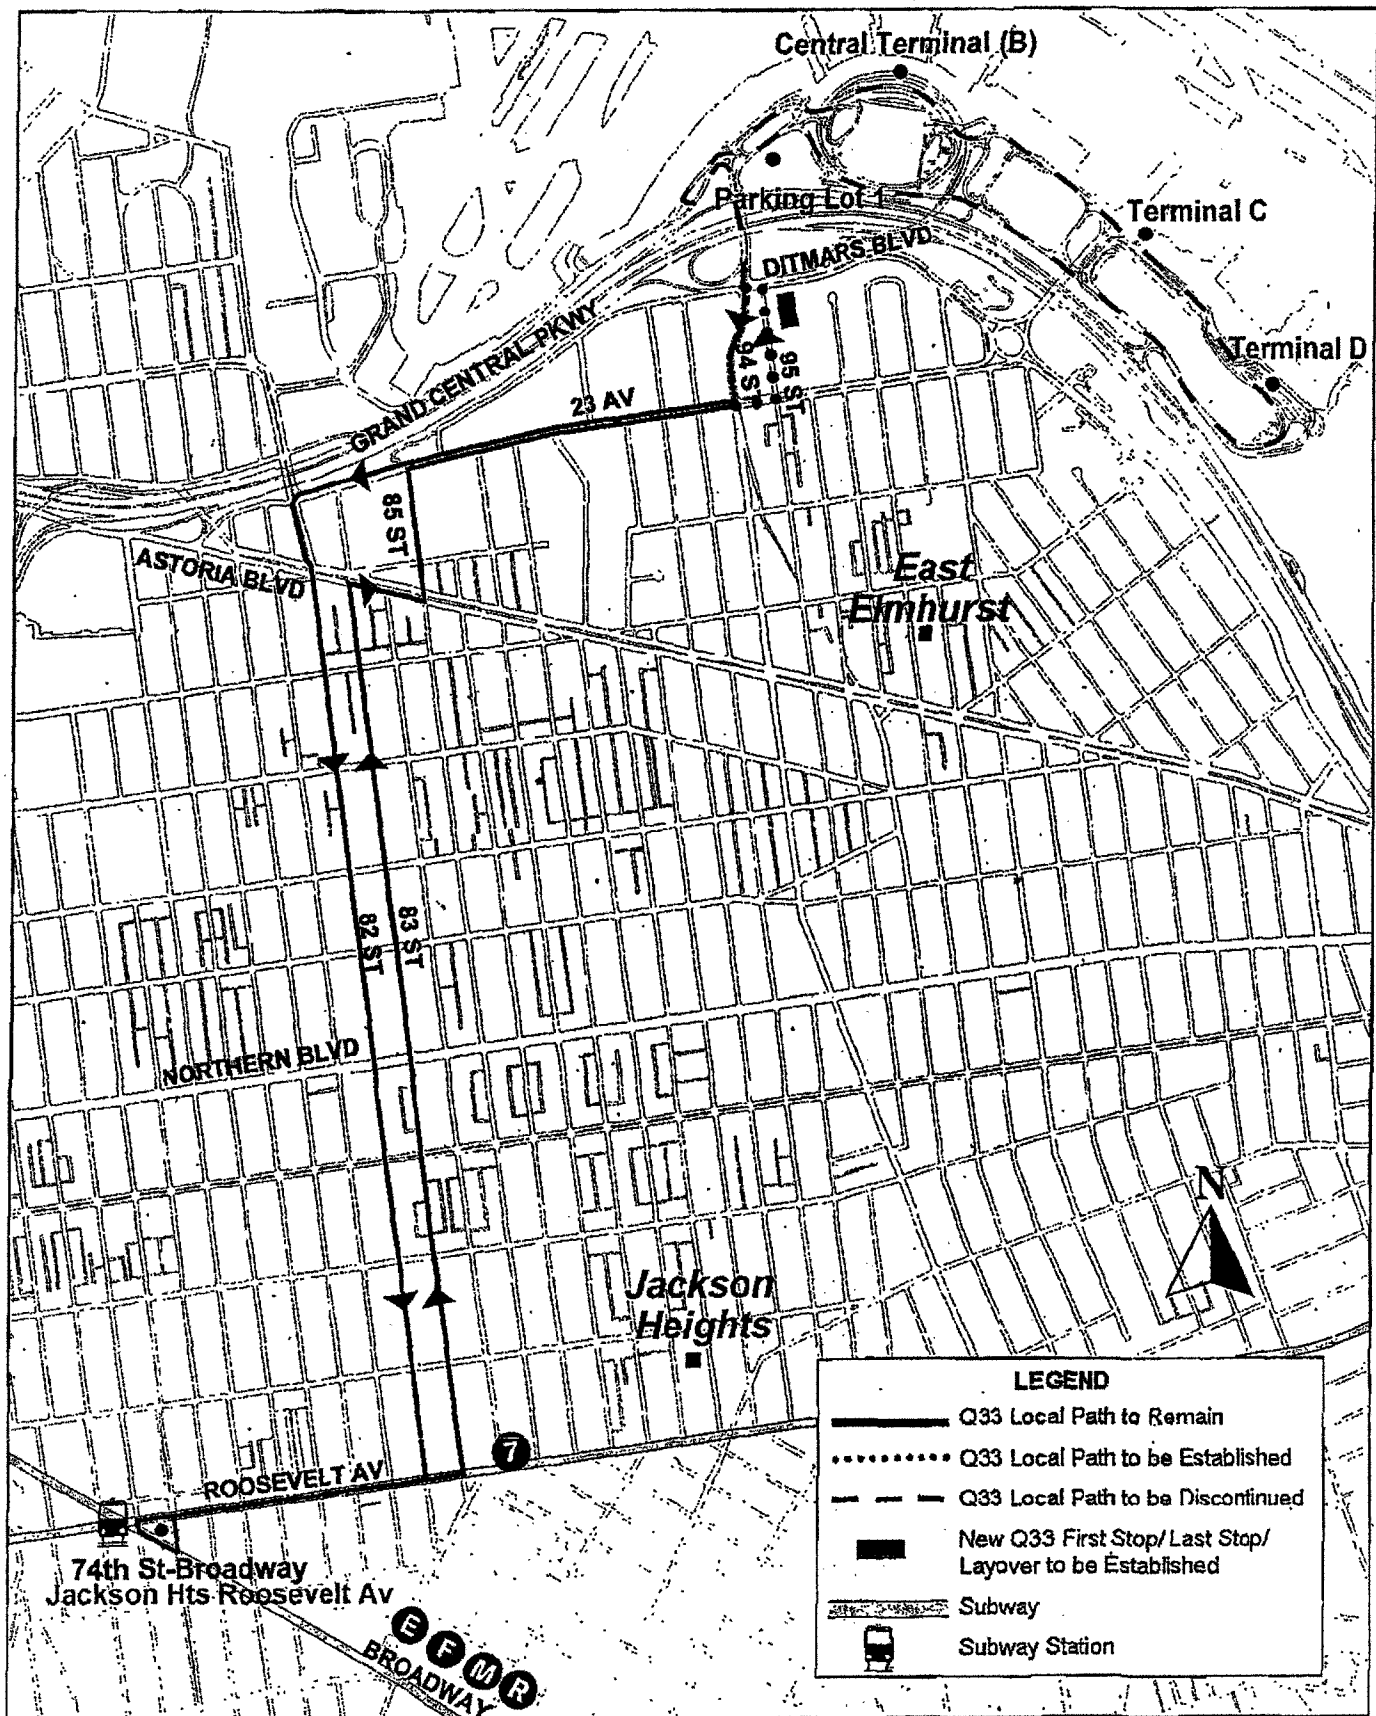 Central Terminal (B)
Parking Lot 1
Terminal C
DITMARS BLVD
Terminal D
GRAND CENTRAL PKWY
94 ST
95 ST
23 AV
85 ST
ASTORIA BLVD
East
Elmhurst
82 ST
83 ST
NORTHERN BLVD
N
Jackson
Heights
7
ROOSEVELT AV
74th St-Broadway
Jackson Hts Roosevelt Av
E F M R
BROADWAY
LEGEND
Q33 Local Path to Remain
Q33 Local Path to be Established
Q33 Local Path to be Discontinued
New Q33 First Stop/ Last Stop/
Layover to be Established
Subway
Subway Station